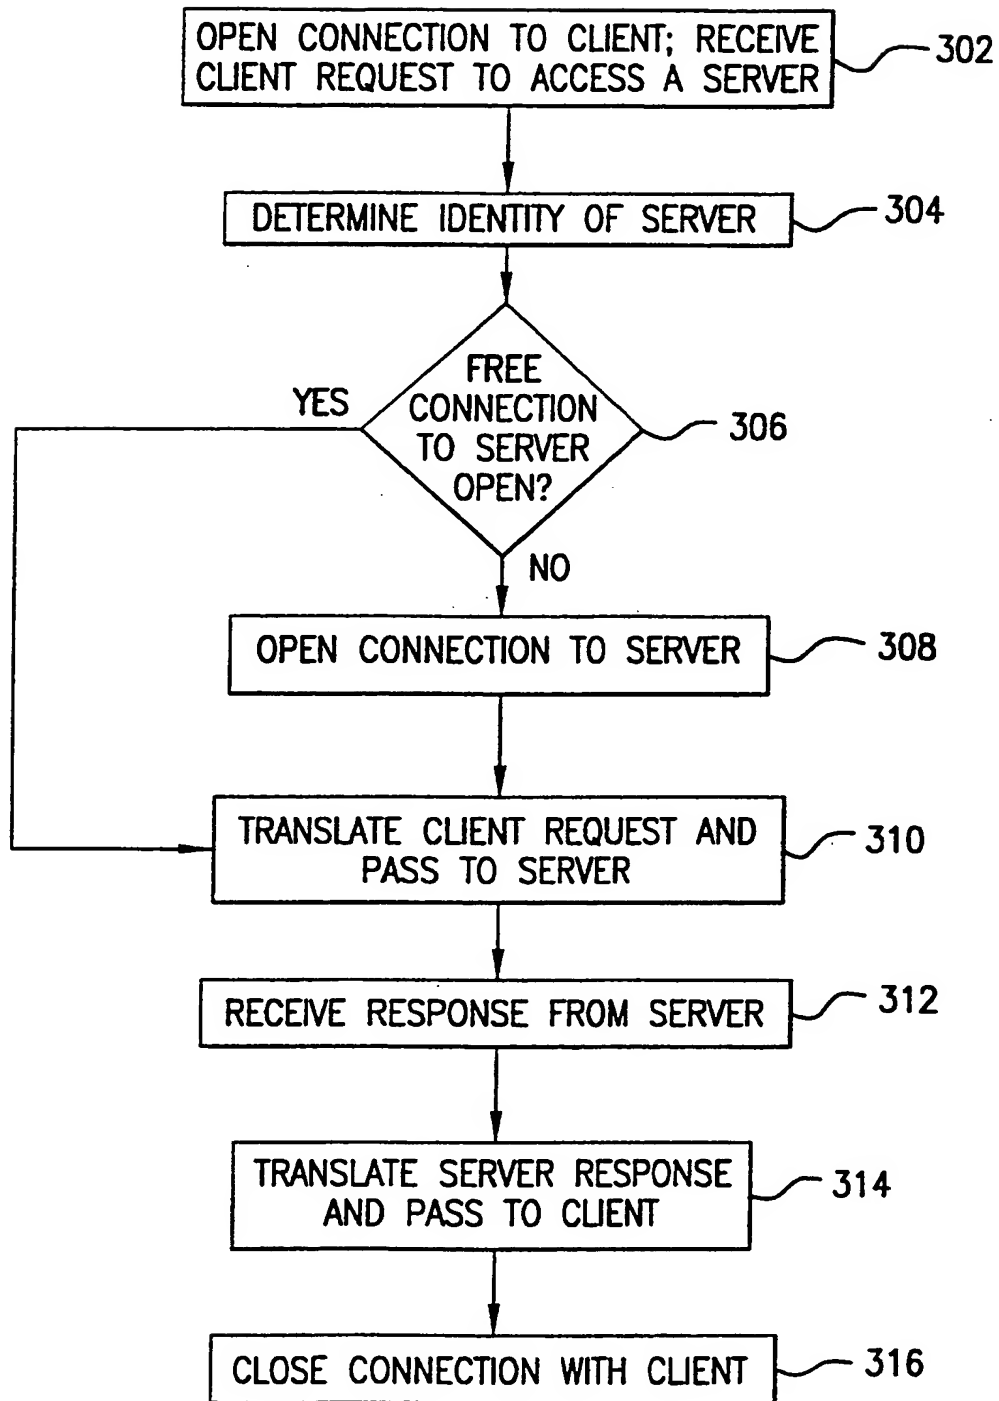 OPEN CONNECTION TO CLIENT; RECEIVE
CLIENT REQUEST TO ACCESS A SERVER
302
DETERMINE IDENTITY OF SERVER
304
FREE
CONNECTION
TO SERVER
OPEN?
306
YES
NO
OPEN CONNECTION TO SERVER
308
TRANSLATE CLIENT REQUEST AND
PASS TO SERVER
310
RECEIVE RESPONSE FROM SERVER
312
TRANSLATE SERVER RESPONSE
AND PASS TO CLIENT
314
CLOSE CONNECTION WITH CLIENT
316